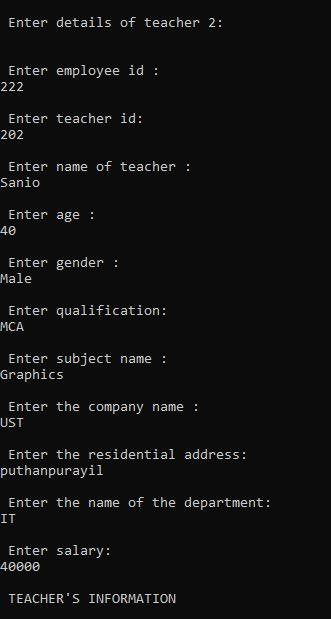 Enter details of teacher 2:
Enter employee id :
222
Enter teacher id:
202
Enter name of teacher :
Sanio
Enter age :
40
Enter gender :
Male
Enter qualification:
MCA
Enter subject name :
Graphics
Enter the company name :
UST
Enter the residential address:
puthanpurayil
Enter the name of the department:
IT
Enter salary:
40000
TEACHER'S INFORMATION